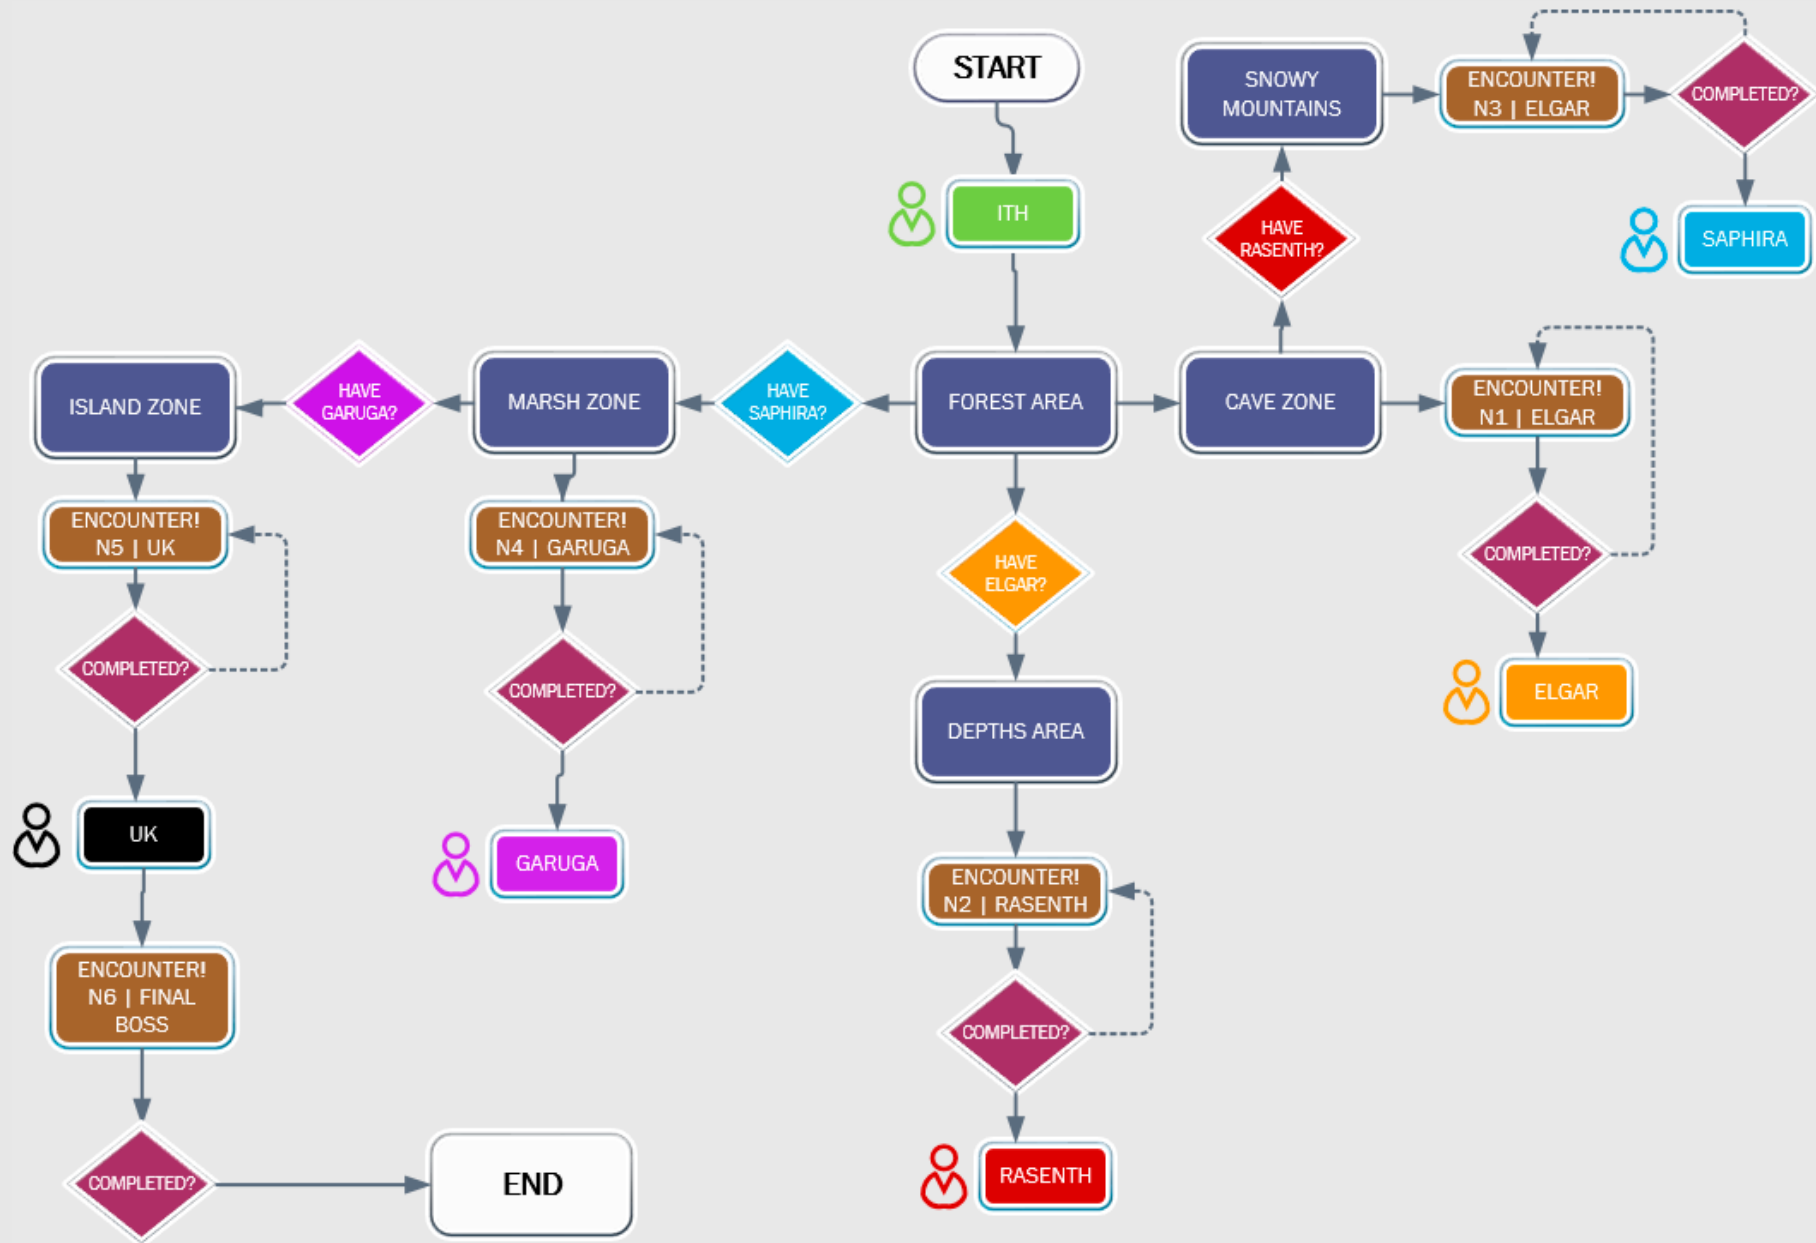 START
SNOWY
MOUNTAINS
ENCOUNTER!
N3 | ELGAR
COMPLETED?
ITH
HAVE
RASENTH?
SAPHIRA
ISLAND ZONE
HAVE
GARUGA?
MARSH ZONE
HAVE
SAPHIRA?
FOREST AREA
CAVE ZONE
ENCOUNTER!
N1 | ELGAR
ENCOUNTER!
N5 | UK
ENCOUNTER!
N4 | GARUGA
HAVE
ELGAR?
COMPLETED?
COMPLETED?
COMPLETED?
ELGAR
DEPTHS AREA
UK
GARUGA
ENCOUNTER!
N2 | RASENTH
ENCOUNTER!
N6 | FINAL
BOSS
COMPLETED?
COMPLETED?
END
RASENTH